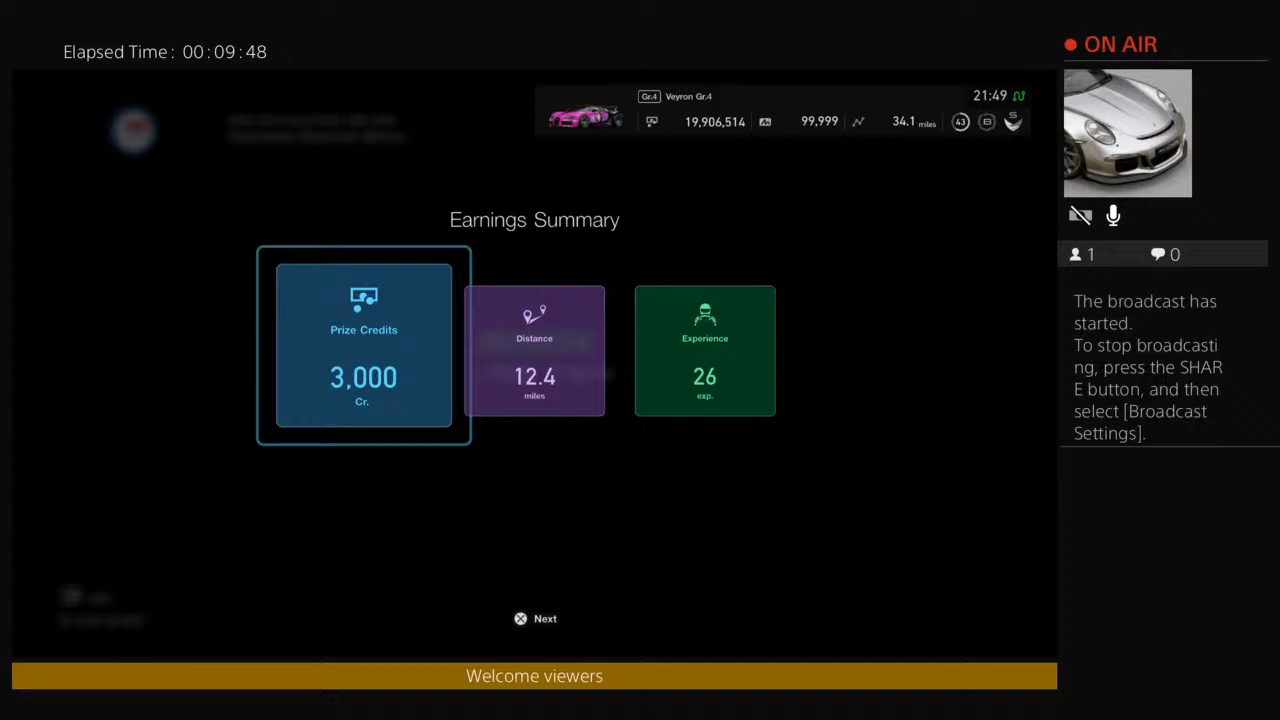 Elapsed Time: 00:09:48
ON AIR
Gr.4 Veyron Gr.4
21:49
19,906,514
99,999
34.1 miles
43
B
S
Earnings Summary
Prize Credits
3,000
Cr.
Distance
12.4
miles
Experience
26
exp.
1
0
The broadcast has
started.
To stop broadcasti
ng, press the SHAR
E button, and then
select [Broadcast
Settings].
Next
Welcome viewers